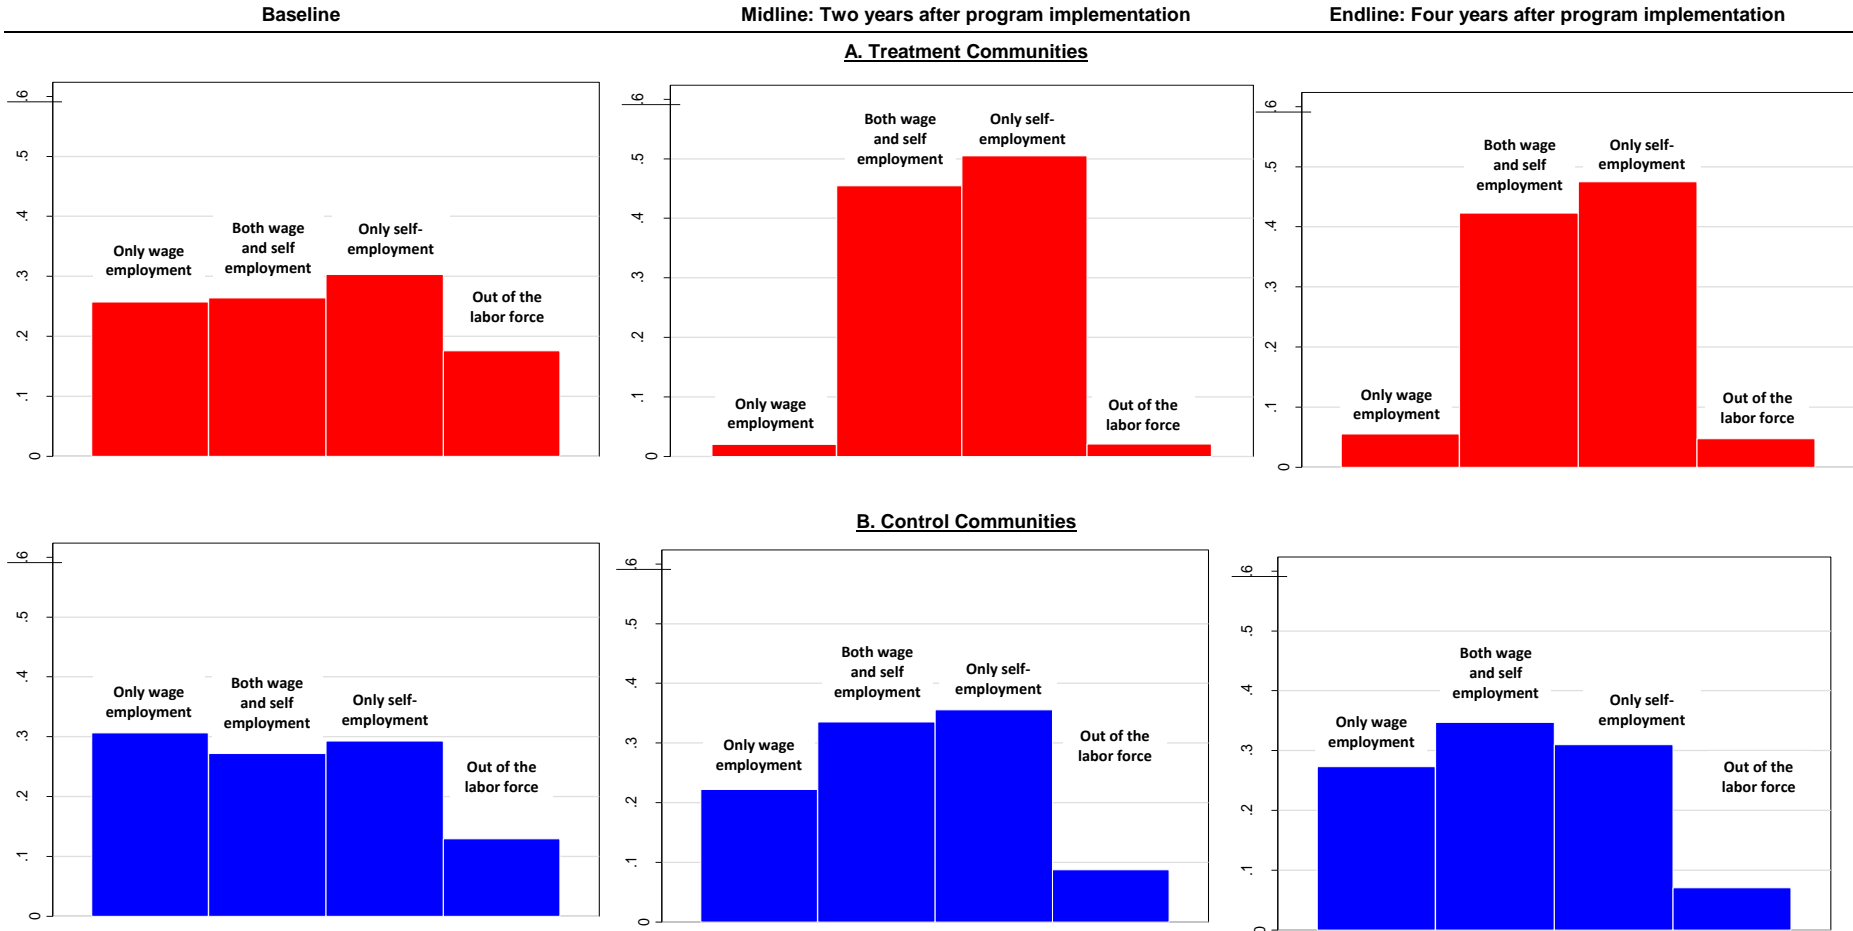 Baseline
Midline: Two years after program implementation
Endline: Four years after program implementation
A. Treatment Communities
.6
.5
.4
.3
.2
.1
0
Only wage
employment
Both wage
and self
employment
Only self-
employment
Out of the
labor force
.6
.5
.4
.3
.2
.1
0
Only wage
employment
Both wage
and self
employment
Only self-
employment
Out of the
labor force
.6
.5
.4
.3
.2
.1
0
Only wage
employment
Both wage
and self
employment
Only self-
employment
Out of the
labor force
B. Control Communities
.6
.5
.4
.3
.2
.1
0
Only wage
employment
Both wage
and self
employment
Only self-
employment
Out of the
labor force
.6
.5
.4
.3
.2
.1
0
Only wage
employment
Both wage
and self
employment
Only self-
employment
Out of the
labor force
.6
.5
.4
.3
.2
.1
0
Only wage
employment
Both wage
and self
employment
Only self-
employment
Out of the
labor force